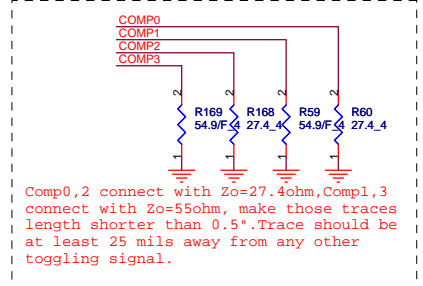 COMP0
COMP1
COMP2
COMP3
2 2 2 2
R169 R168 R59 R60
54.9/F_4 27.4_4 54.9/F_4 27.4_4
1 1 1 1
Comp0,2 connect with Zo=27.4ohm,Comp1,3
connect with Zo=55ohm, make those traces
length shorter than 0.5".Trace should be
at least 25 mils away from any other
toggling signal.